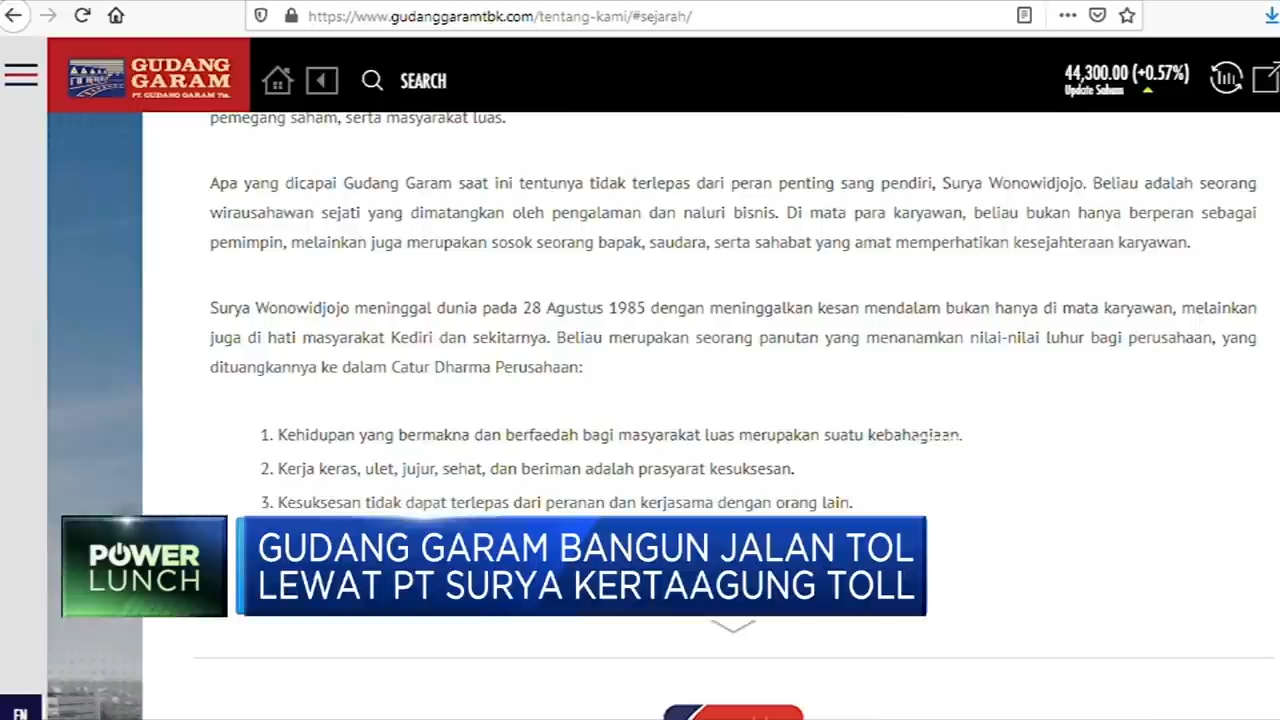 https://www.gudanggaramtbk.com/tentang-kami/#sejarah/
GUDANG
GARAM
PT. GUDANG GARAM Tbk.
SEARCH
44,300.00 (+0.57%)
Update Saham
pemegang saham, serta masyarakat luas.
Apa yang dicapai Gudang Garam saat ini tentunya tidak terlepas dari peran penting sang pendiri, Surya Wonowidjojo. Beliau adalah seorang
wirausahawan sejati yang dimatangkan oleh pengalaman dan naluri bisnis. Di mata para karyawan, beliau bukan hanya berperan sebagai
pemimpin, melainkan juga merupakan sosok seorang bapak, saudara, serta sahabat yang amat memperhatikan kesejahteraan karyawan.
Surya Wonowidjojo meninggal dunia pada 28 Agustus 1985 dengan meninggalkan kesan mendalam bukan hanya di mata karyawan, melainkan
juga di hati masyarakat Kediri dan sekitarnya. Beliau merupakan seorang panutan yang menanamkan nilai-nilai luhur bagi perusahaan, yang
dituangkannya ke dalam Catur Dharma Perusahaan:
1. Kehidupan yang bermakna dan berfaedah bagi masyarakat luas merupakan suatu kebahagiaan.
2. Kerja keras, ulet, jujur, sehat, dan beriman adalah prasyarat kesuksesan.
3. Kesuksesan tidak dapat terlepas dari peranan dan kerjasama dengan orang lain.
POWER
LUNCH
GUDANG GARAM BANGUN JALAN TOL
LEWAT PT SURYA KERTAAGUNG TOLL
EN